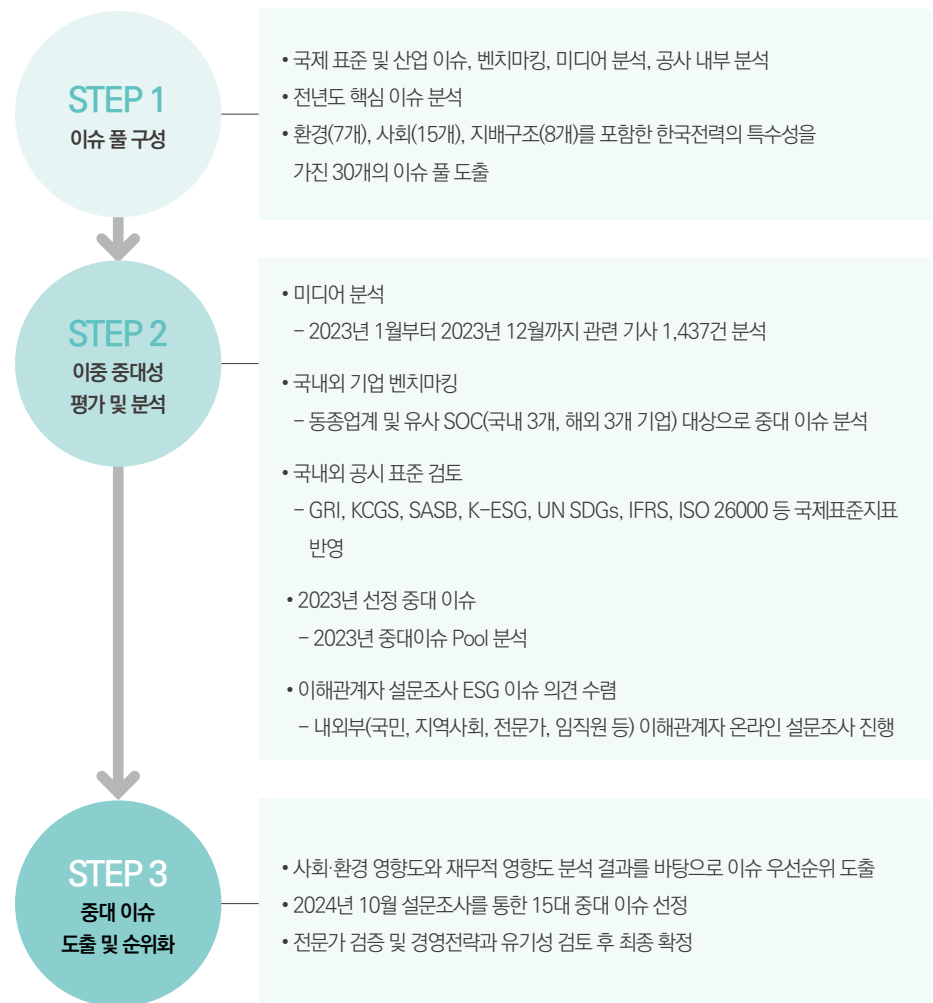 STEP 1
이슈 풀 구성
• 국제 표준 및 산업 이슈, 벤치마킹, 미디어 분석, 공사 내부 분석
• 전년도 핵심 이슈 분석
• 환경(7개), 사회(15개), 지배구조(8개)를 포함한 한국전력의 특수성을
가진 30개의 이슈 풀 도출
STEP 2
이중 중대성
평가 및 분석
• 미디어 분석
– 2023년 1월부터 2023년 12월까지 관련 기사 1,437건 분석
• 국내외 기업 벤치마킹
– 동종업계 및 유사 SOC(국내 3개, 해외 3개 기업) 대상으로 중대 이슈 분석
• 국내외 공시 표준 검토
– GRI, KCGS, SASB, K-ESG, UN SDGs, IFRS, ISO 26000 등 국제표준지표
반영
• 2023년 선정 중대 이슈
– 2023년 중대이슈 Pool 분석
• 이해관계자 설문조사 ESG 이슈 의견 수렴
– 내외부(국민, 지역사회, 전문가, 임직원 등) 이해관계자 온라인 설문조사 진행
STEP 3
중대 이슈
도출 및 순위화
• 사회·환경 영향도와 재무적 영향도 분석 결과를 바탕으로 이슈 우선순위 도출
• 2024년 10월 설문조사를 통한 15대 중대 이슈 선정
• 전문가 검증 및 경영전략과 유기성 검토 후 최종 확정